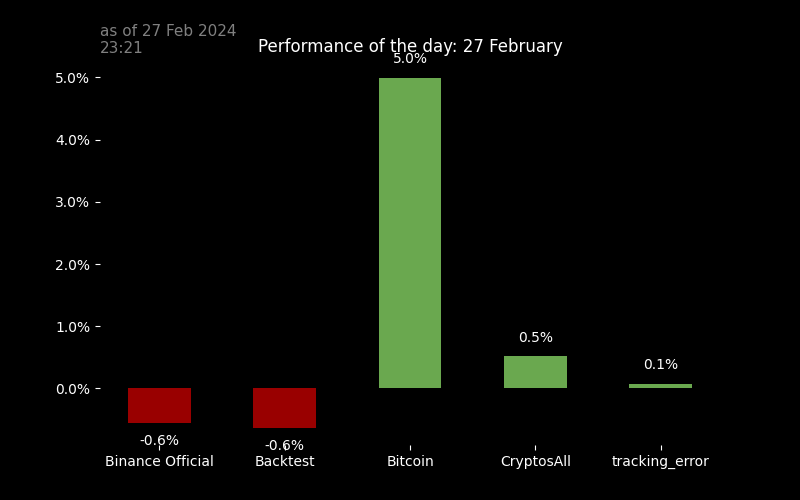 as of 27 Feb 2024
23:21
Performance of the day: 27 February
5.0%
5.0%
4.0%
3.0%
2.0%
1.0%
0.5%
0.1%
0.0%
-0.6%
-0.6%
Binance Official
Backtest
Bitcoin
CryptosAll
tracking_error